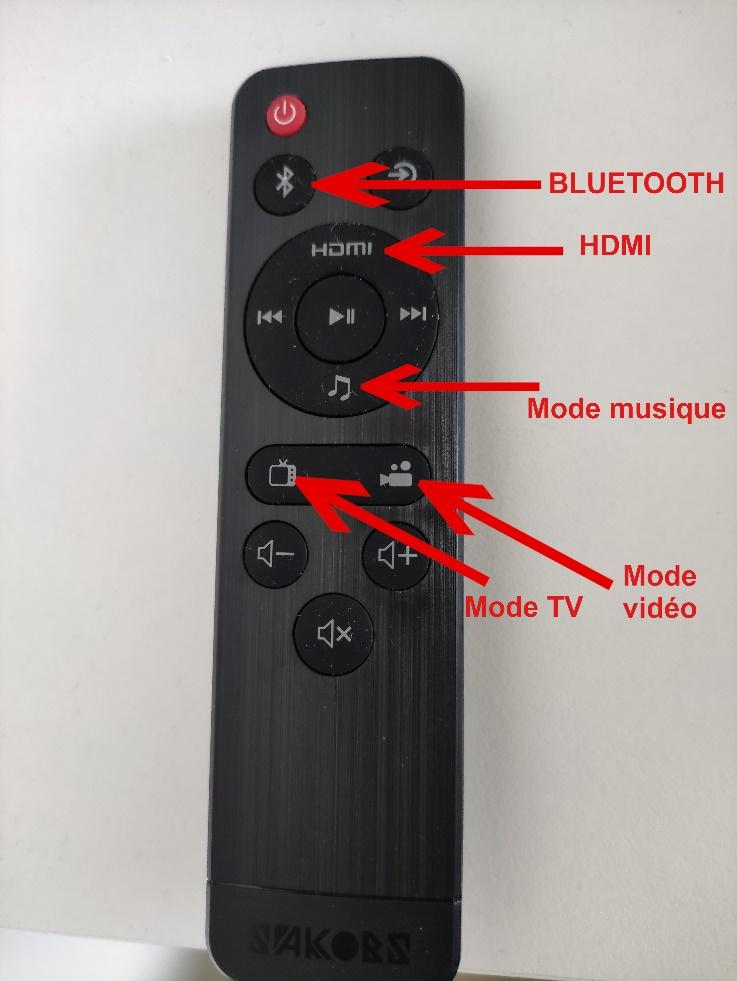 BLUETOOTH
HDMI
HDMI
Mode musique
Mode TV
Mode
vidéo
SAKOBS